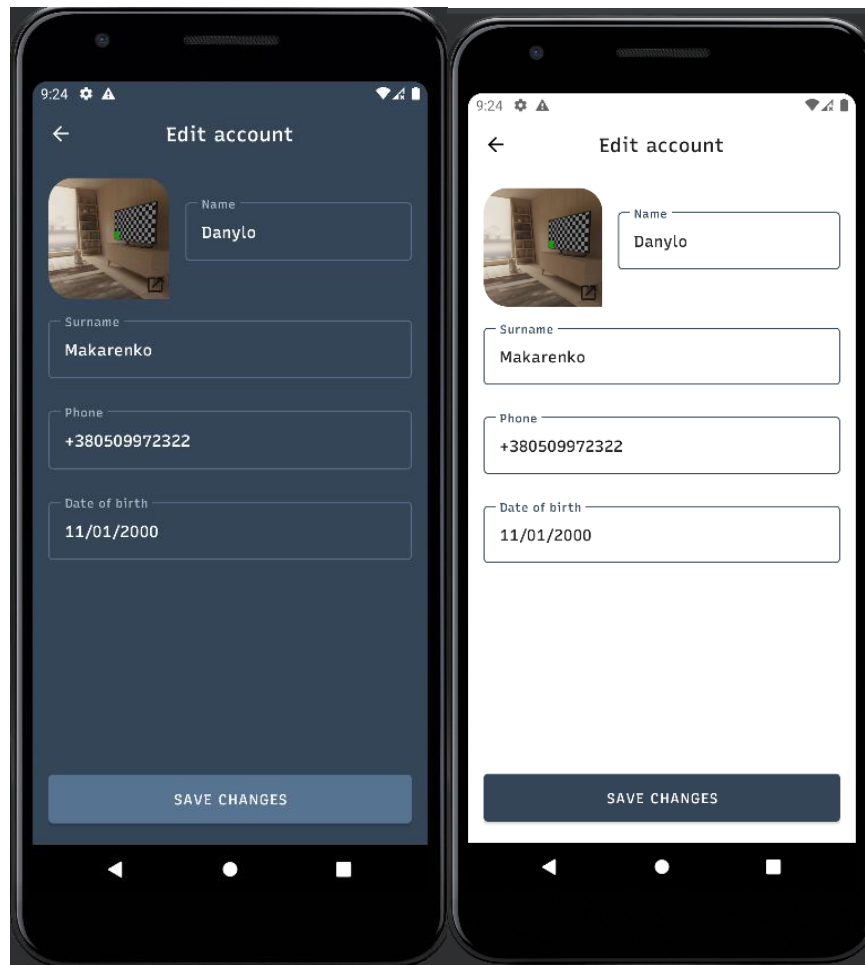 9:24
Edit account
Name
Danylo
Surname
Makarenko
Phone
+380509972322
Date of birth
11/01/2000
SAVE CHANGES
9:24
Edit account
Name
Danylo
Surname
Makarenko
Phone
+380509972322
Date of birth
11/01/2000
SAVE CHANGES